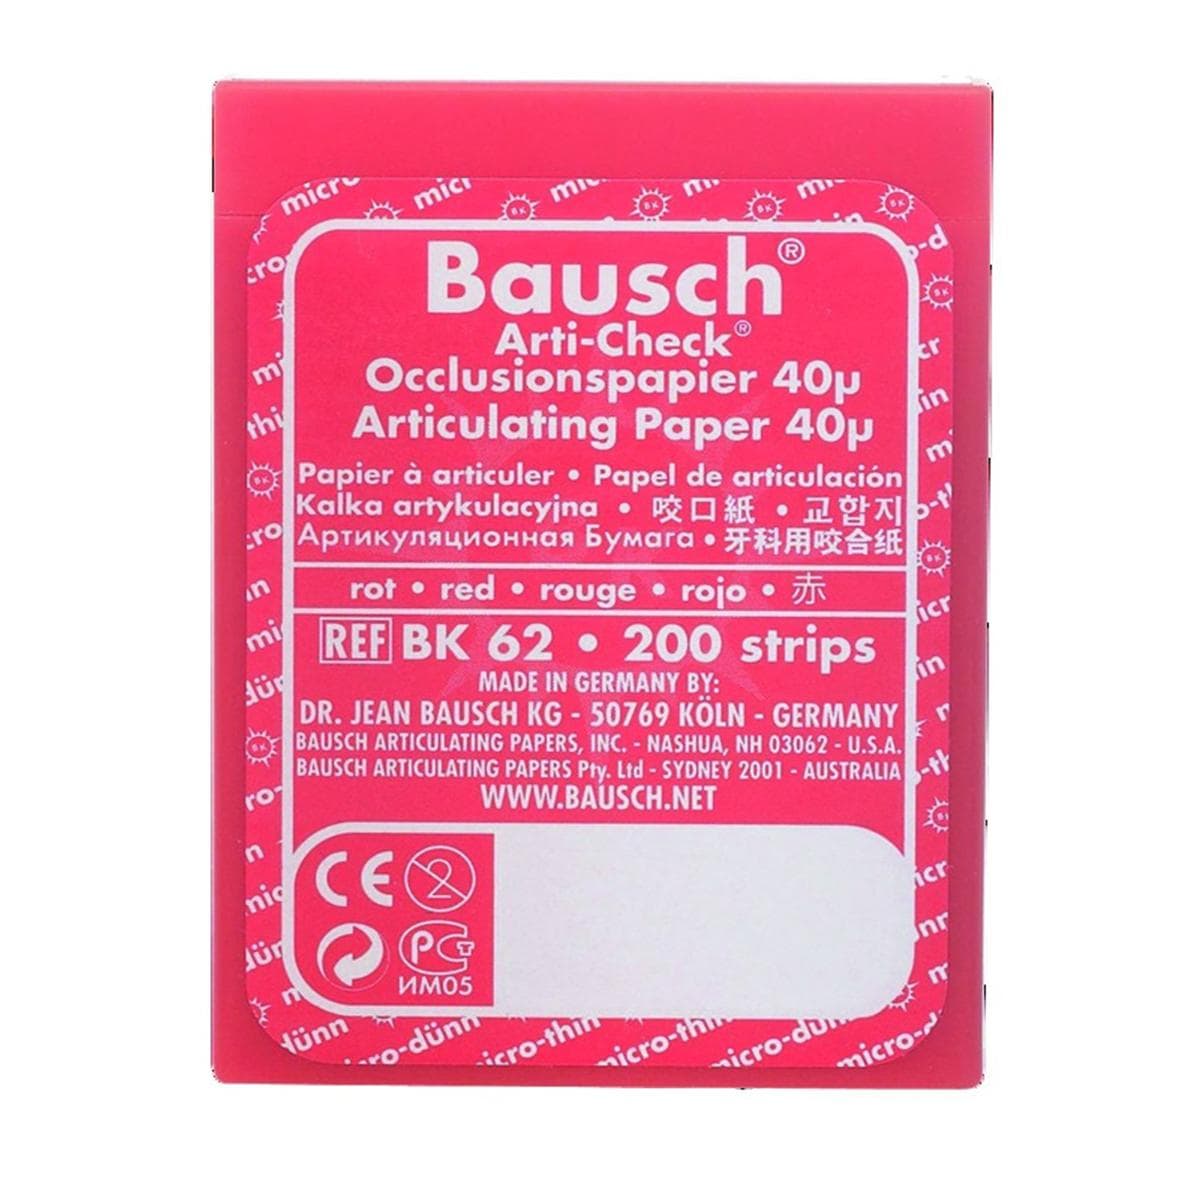 Bausch®
Arti-Check®
Occlusionspapier 40µ
Articulating Paper 40µ
Papier à articuler • Papel de articulación
Kalka artykulacyjna • 咬口紙 • 교합지
Артикуляционная Бумага • 牙科用咬合纸
rot • red • rouge • rojo • 赤
REF BK 62 • 200 strips
MADE IN GERMANY BY:
DR. JEAN BAUSCH KG - 50769 KÖLN - GERMANY
BAUSCH ARTICULATING PAPERS, INC. - NASHUA, NH 03062 - U.S.A.
BAUSCH ARTICULATING PAPERS Pty. Ltd - SYDNEY 2001 - AUSTRALIA
WWW.BAUSCH.NET
CE 2
РСТ
ИМ05
micro-thin
micro-dünn